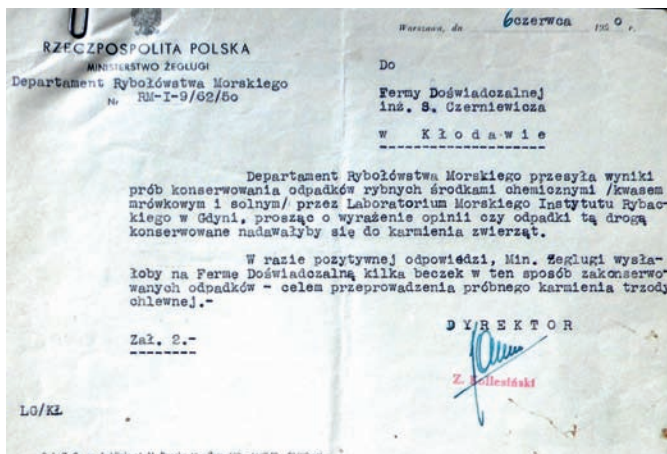 Warszawa, dn 6 czerwca 1950 r.
RZECZPOSPOLITA POLSKA
MINISTERSTWO ŻEGLUGI
Departament Rybołówstwa Morskiego
Nr RM-I-9/62/50
Do
Fermy Doświadczalnej
inż. S. Czerniewicza
w Kłodawie
Departament Rybołówstwa Morskiego przesyła wyniki
prób konserwowania odpadków rybnych środkami chemicznymi /kwasem
mrówkowym i solnym/ przez Laboratorium Morskiego Instytutu Rybac-
kiego w Gdyni, prosząc o wyrażenie opinii czy odpadki tą drogą
konserwowane nadawałyby się do karmienia zwierząt.
W razie pozytywnej odpowiedzi, Min. Żeglugi wysła-
łoby na Fermę Doświadczalną kilka beczek w ten sposób zakonserwo-
wanych odpadków - celem przeprowadzenia próbnego karmienia trzody
chlewnej.-
DYREKTOR
Zał. 2.-
Z.
LG/KŁ